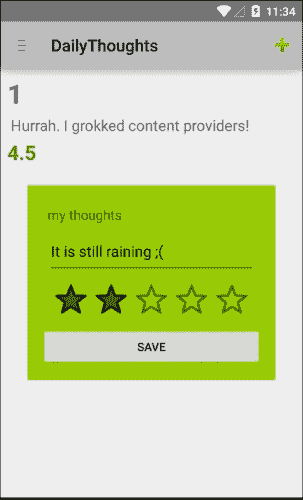 11:34
DailyThoughts
1
Hurrah. I grokked content providers!
4.5
my thoughts
It is still raining ;(
SAVE